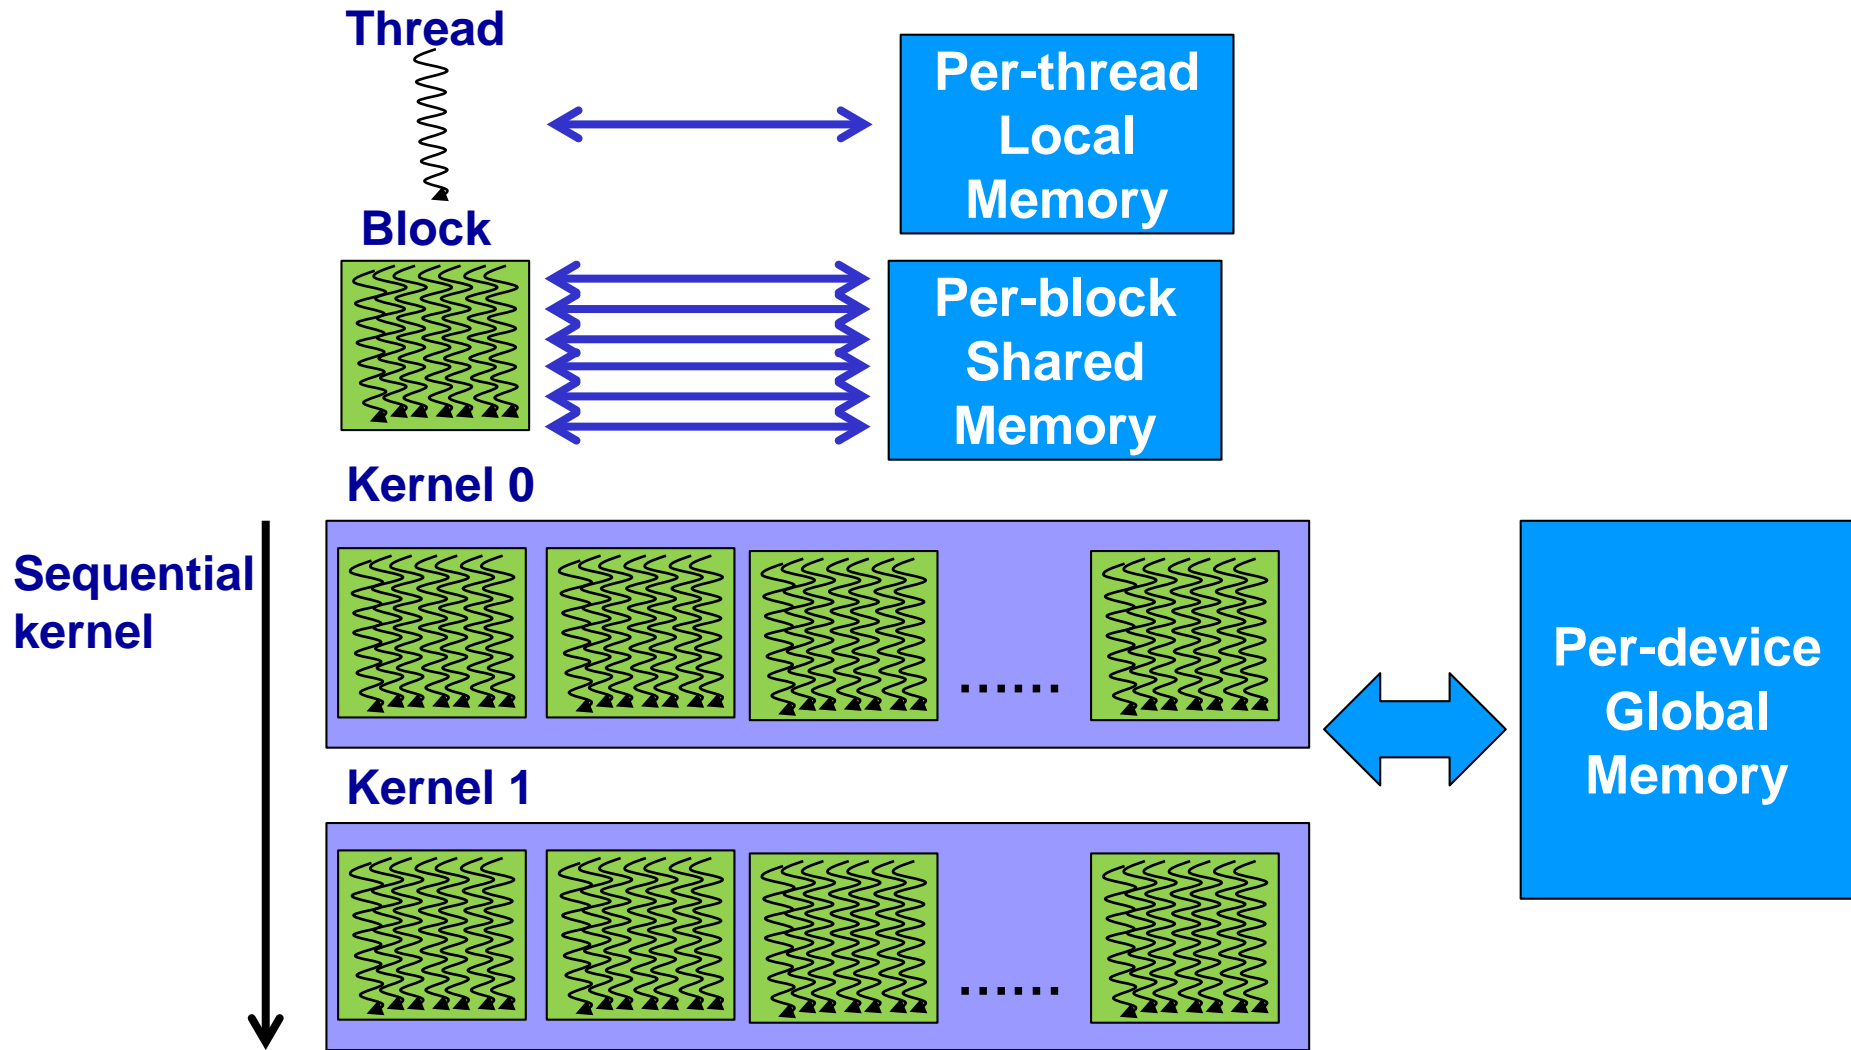 Thread
Per-thread
Local
Memory
Block
Per-block
Shared
Memory
Kernel 0
Sequential
kernel
......
Per-device
Global
Memory
Kernel 1
......